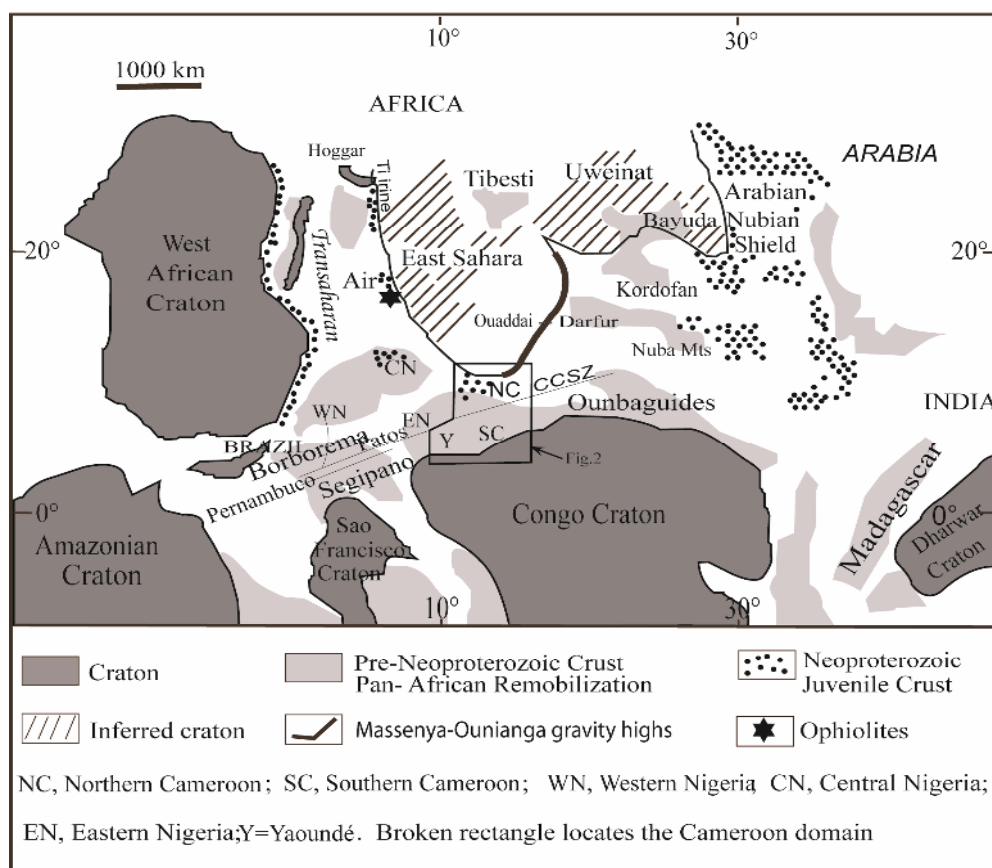 10°
30°
1000 km
AFRICA
ARABIA
Hoggar
Tirine
Tibesti
Uweinat
Arabian
Nubian
Shield
Bayuda
West
African
Craton
20°
20°
Transaharan
East Sahara
Air
Kordofan
Ouaddai
Darfur
Nuba Mts
CN
NC
CCSZ
WN
EN
Ounbaguides
INDIA
Y
SC
BRAZIL
Borborema
Patos
Pernambuco
Segipano
Fig.2
0°
0°
Amazonian
Craton
Sao
Francisco
Craton
Congo Craton
Madagascar
Dharwar
Craton
10°
30°
Craton
Pre-Neoproterozoic Crust
Pan- African Remobilization
Neoproterozoic
Juvenile Crust
Inferred craton
Massenya-Ounianga gravity highs
Ophiolites
NC, Northern Cameroon; SC, Southern Cameroon; WN, Western Nigeria, CN, Central Nigeria;
EN, Eastern Nigeria;Y=Yaoundé. Broken rectangle locates the Cameroon domain